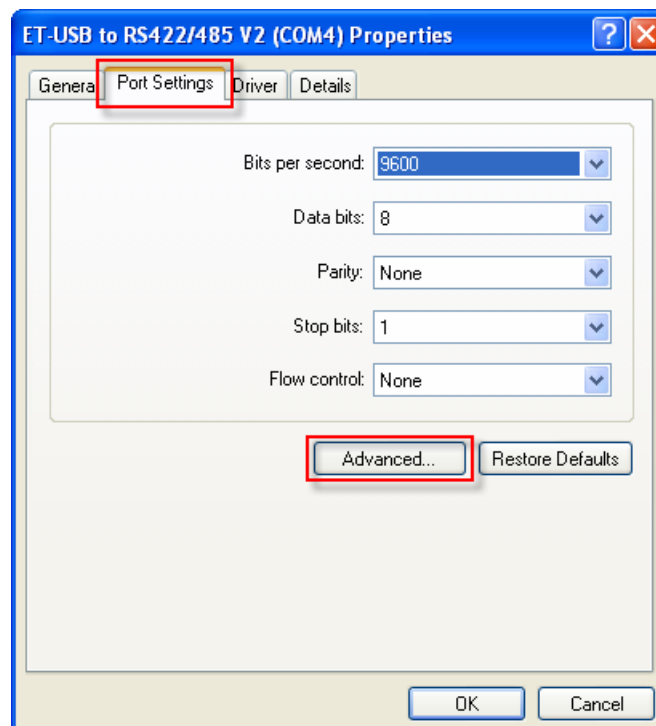 ET-USB to RS422/485 V2 (COM4) Properties
General Port Settings Driver Details
Bits per second: 9600
Data bits: 8
Parity: None
Stop bits: 1
Flow control: None
Advanced... Restore Defaults
OK Cancel